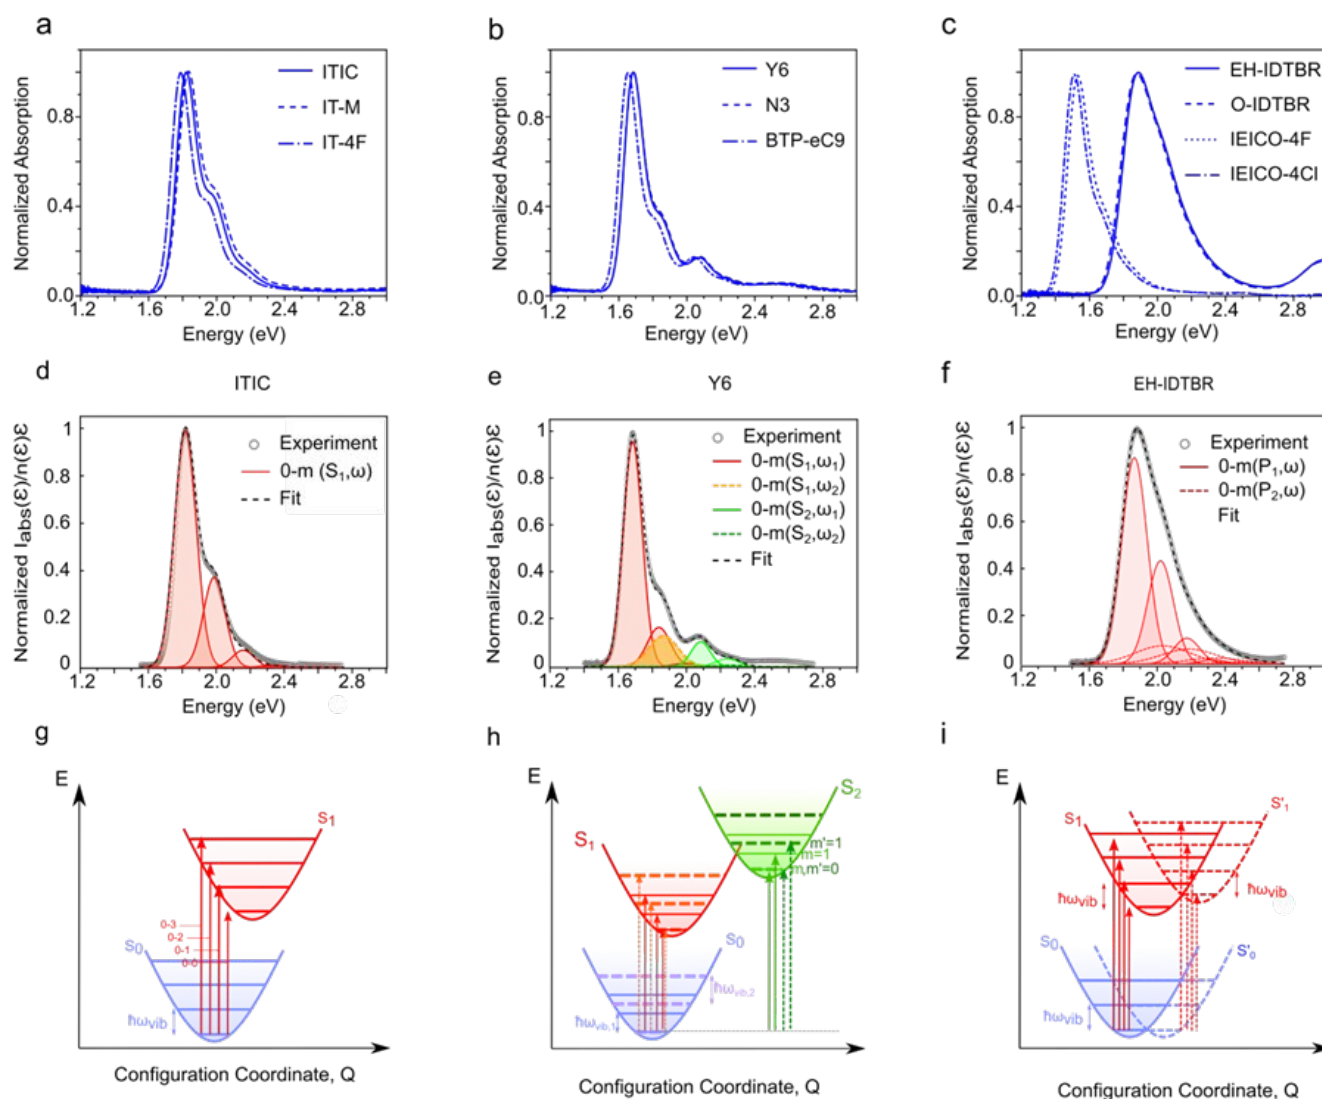 a
Normalized Absorption
0.8
0.4
0.0
1.2 1.6 2.0 2.4 2.8
Energy (eV)
ITIC
IT-M
IT-4F
b
Normalized Absorption
0.8
0.4
0.0
1.2 1.6 2.0 2.4 2.8
Energy (eV)
Y6
N3
BTP-eC9
c
Normalized Absorption
0.8
0.4
0.0
1.2 1.6 2.0 2.4 2.8
Energy (eV)
EH-IDTBR
O-IDTBR
IEICO-4F
IEICO-4Cl
d
ITIC
Normalized I_abs(Ɛ)/n(Ɛ)Ɛ
1
0.8
0.6
0.4
0.2
0
1.2 1.6 2.0 2.4 2.8
Energy (eV)
Experiment
0-m (S₁,ω)
Fit
e
Y6
Normalized I_abs(Ɛ)/n(Ɛ)Ɛ
1
0.8
0.6
0.4
0.2
0
1.2 1.6 2.0 2.4 2.8
Energy (eV)
Experiment
0-m(S₁,ω₁)
0-m(S₁,ω₂)
0-m(S₂,ω₁)
0-m(S₂,ω₂)
Fit
f
EH-IDTBR
Normalized I_abs(Ɛ)/n(Ɛ)Ɛ
1
0.8
0.6
0.4
0.2
0
1.2 1.6 2.0 2.4 2.8
Energy (eV)
Experiment
0-m(P₁,ω)
0-m(P₂,ω)
Fit
g
E
S₁
0-3
0-2
0-1
0-0
S₀
ħω_vib
Configuration Coordinate, Q
h
E
S₂
S₁
m'=1
m=1
m,m'=0
S₀
ħω_vib,2
ħω_vib,1
Configuration Coordinate, Q
i
E
S₁
S'₁
ħω_vib
ħω_vib
S₀
S'₀
ħω_vib
Configuration Coordinate, Q